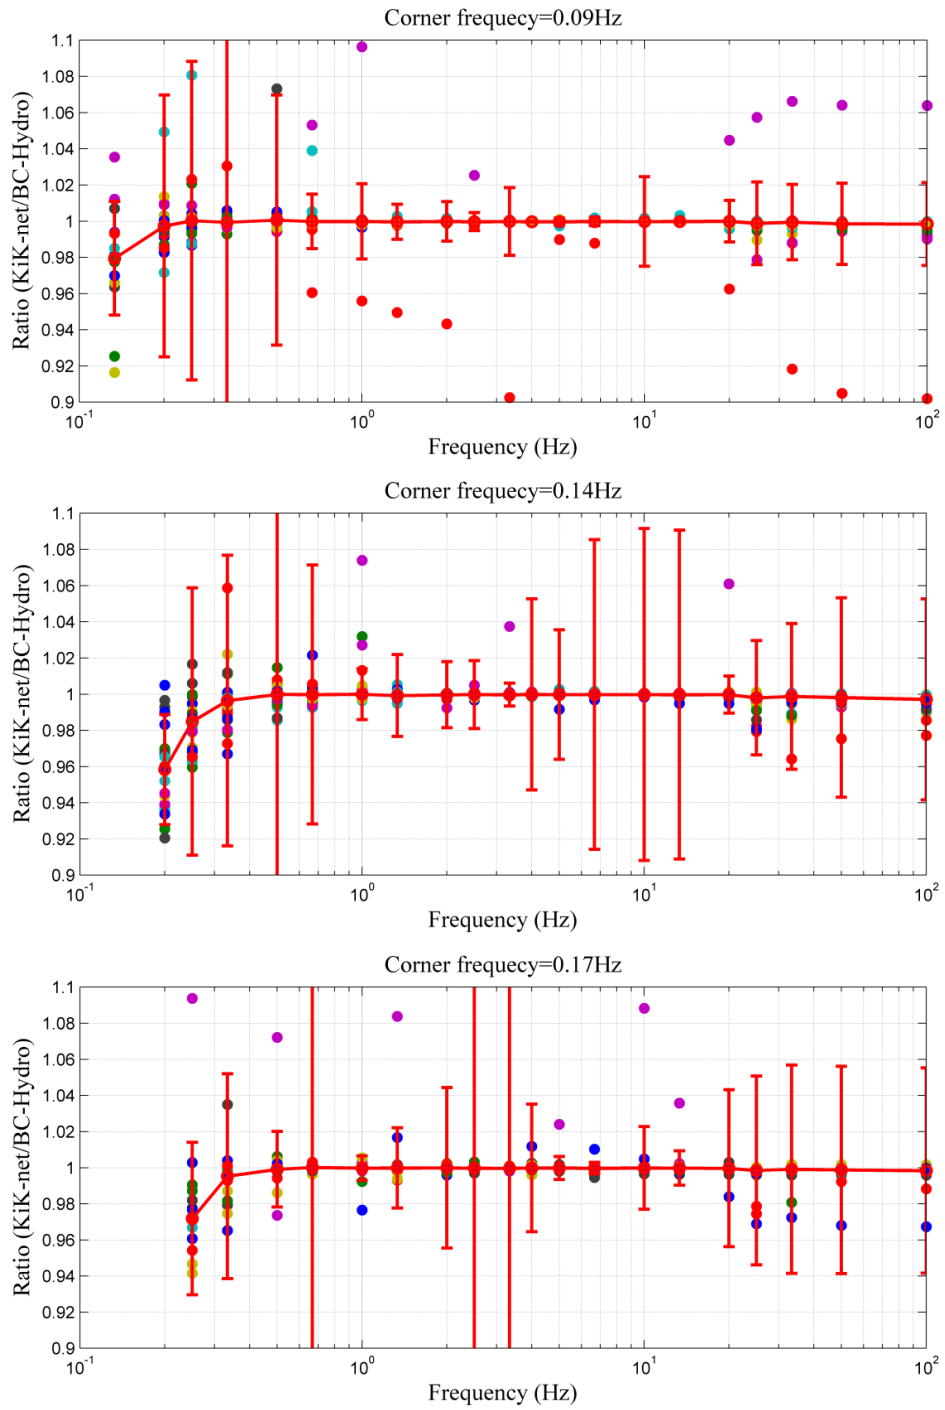 Corner frequecy=0.09Hz
1.1
1.08
1.06
1.04
1.02
1
0.98
0.96
0.94
0.92
0.9
Ratio (KiK-net/BC-Hydro)
10-1 100 101 102
Frequency (Hz)
Corner frequecy=0.14Hz
1.1
1.08
1.06
1.04
1.02
1
0.98
0.96
0.94
0.92
0.9
Ratio (KiK-net/BC-Hydro)
10-1 100 101 102
Frequency (Hz)
Corner frequecy=0.17Hz
1.1
1.08
1.06
1.04
1.02
1
0.98
0.96
0.94
0.92
0.9
Ratio (KiK-net/BC-Hydro)
10-1 100 101 102
Frequency (Hz)